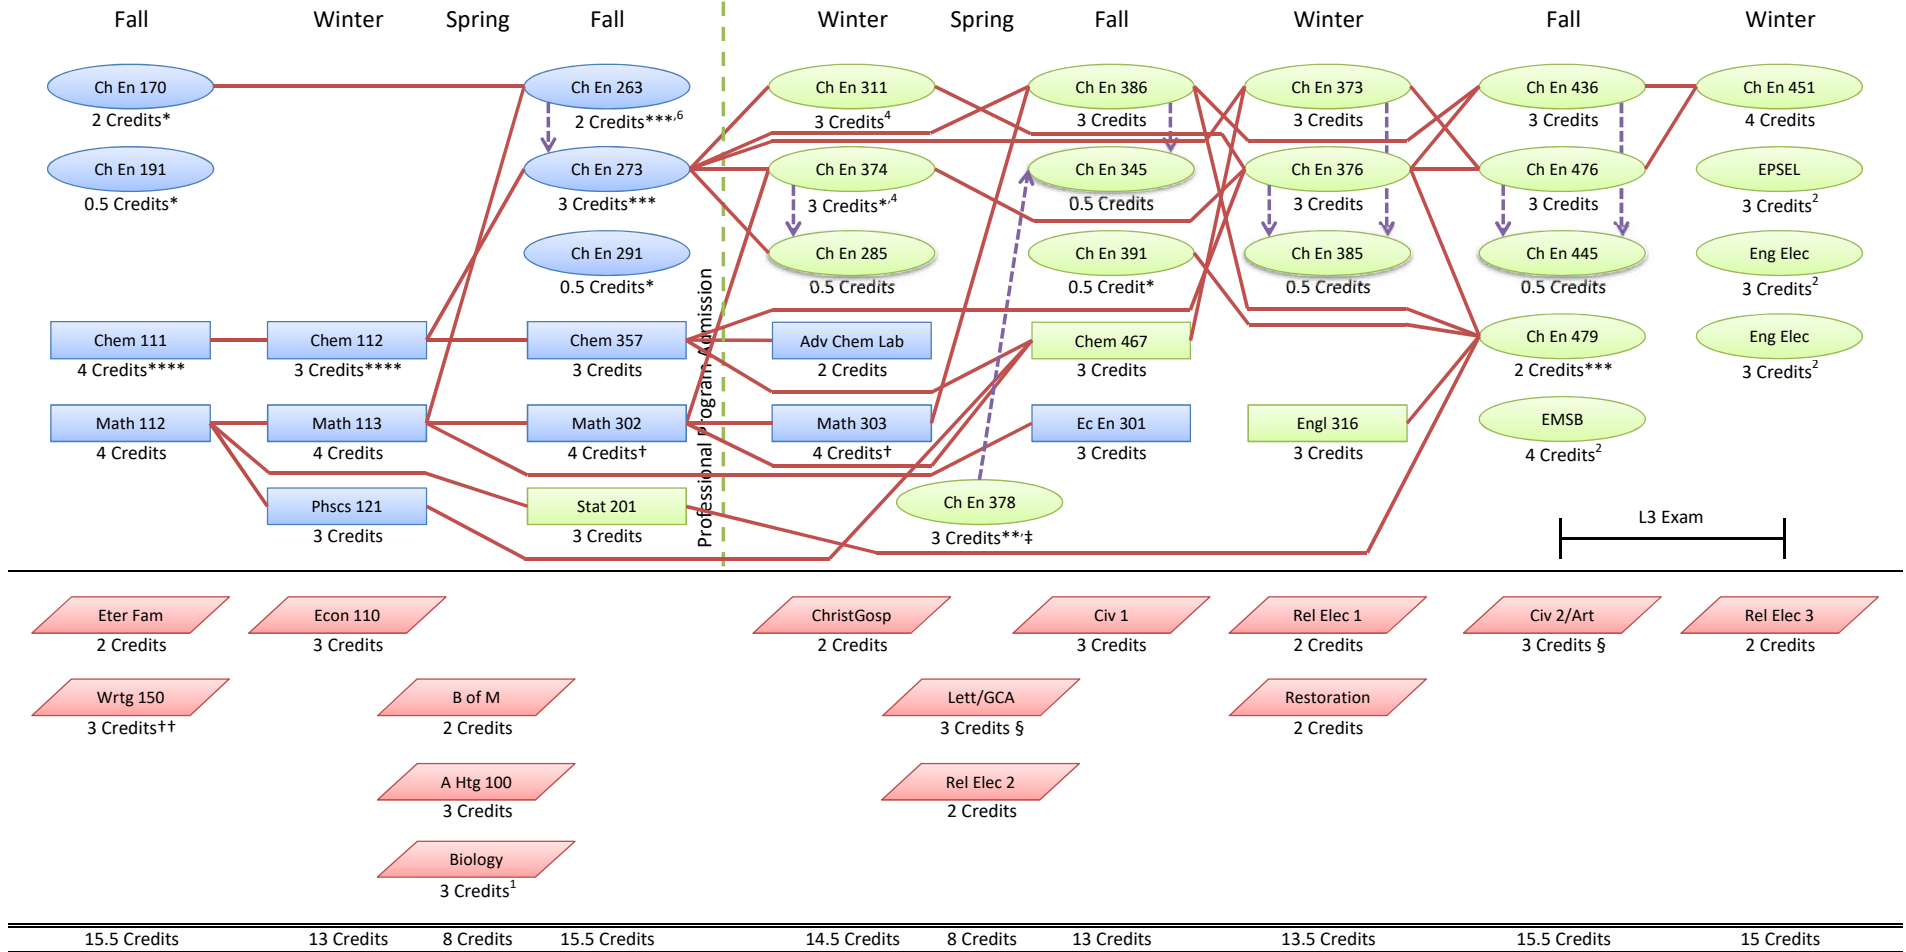 Fall Winter Spring Fall Winter Spring Fall Winter Fall Winter
Ch En 170 Ch En 263 Ch En 311 Ch En 386 Ch En 373 Ch En 436 Ch En 451
2 Credits* 2 Credits***,6 3 Credits4 3 Credits 3 Credits 3 Credits 4 Credits
Ch En 191 Ch En 273 Ch En 374 Ch En 345 Ch En 376 Ch En 476 EPSEL
0.5 Credits* 3 Credits*** 3 Credits*,4 0.5 Credits 3 Credits 3 Credits 3 Credits2
Ch En 291 Ch En 285 Ch En 391 Ch En 385 Ch En 445 Eng Elec
0.5 Credits* 0.5 Credits 0.5 Credit* 0.5 Credits 0.5 Credits 3 Credits2
Professional Program Admission
Chem 111 Chem 112 Chem 357 Adv Chem Lab Chem 467 Ch En 479 Eng Elec
4 Credits**** 3 Credits**** 3 Credits 2 Credits 3 Credits 2 Credits*** 3 Credits2
Math 112 Math 113 Math 302 Math 303 Ec En 301 Engl 316 EMSB
4 Credits 4 Credits 4 Credits† 4 Credits† 3 Credits 3 Credits 4 Credits2
Phscs 121 Stat 201 Ch En 378 L3 Exam
3 Credits 3 Credits 3 Credits**,‡
Eter Fam Econ 110 ChristGosp Civ 1 Rel Elec 1 Civ 2/Art Rel Elec 3
2 Credits 3 Credits 2 Credits 3 Credits 2 Credits 3 Credits § 2 Credits
Wrtg 150 B of M Lett/GCA Restoration
3 Credits†† 2 Credits 3 Credits § 2 Credits
A Htg 100 Rel Elec 2
3 Credits 2 Credits
Biology
3 Credits1
15.5 Credits 13 Credits 8 Credits 15.5 Credits 14.5 Credits 8 Credits 13 Credits 13.5 Credits 15.5 Credits 15 Credits